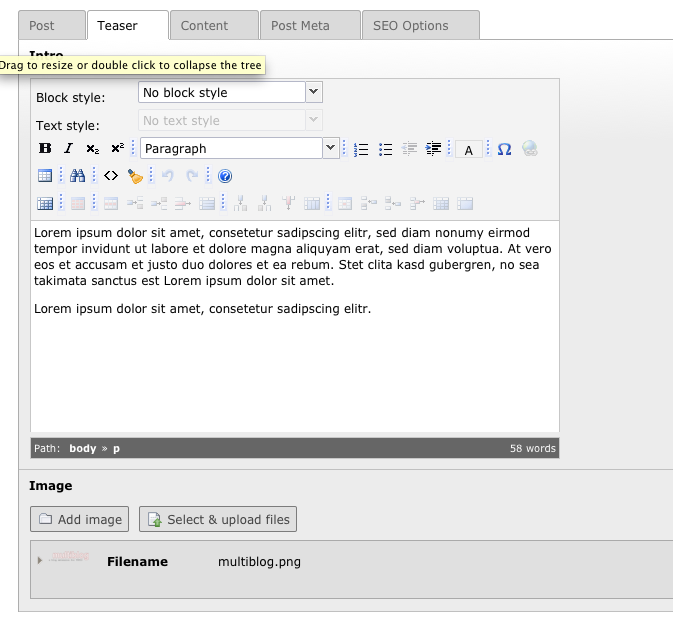 Post Teaser Content Post Meta SEO Options
Intro
Drag to resize or double click to collapse the tree
Block style: No block style
Text style: No text style
B I x₂ x² Paragraph A Ω
Lorem ipsum dolor sit amet, consetetur sadipscing elitr, sed diam nonumy eirmod
tempor invidunt ut labore et dolore magna aliquyam erat, sed diam voluptua. At vero
eos et accusam et justo duo dolores et ea rebum. Stet clita kasd gubergren, no sea
takimata sanctus est Lorem ipsum dolor sit amet.
Lorem ipsum dolor sit amet, consetetur sadipscing elitr.
Path: body » p 58 words
Image
Add image Select & upload files
multiblog Filename multiblog.png